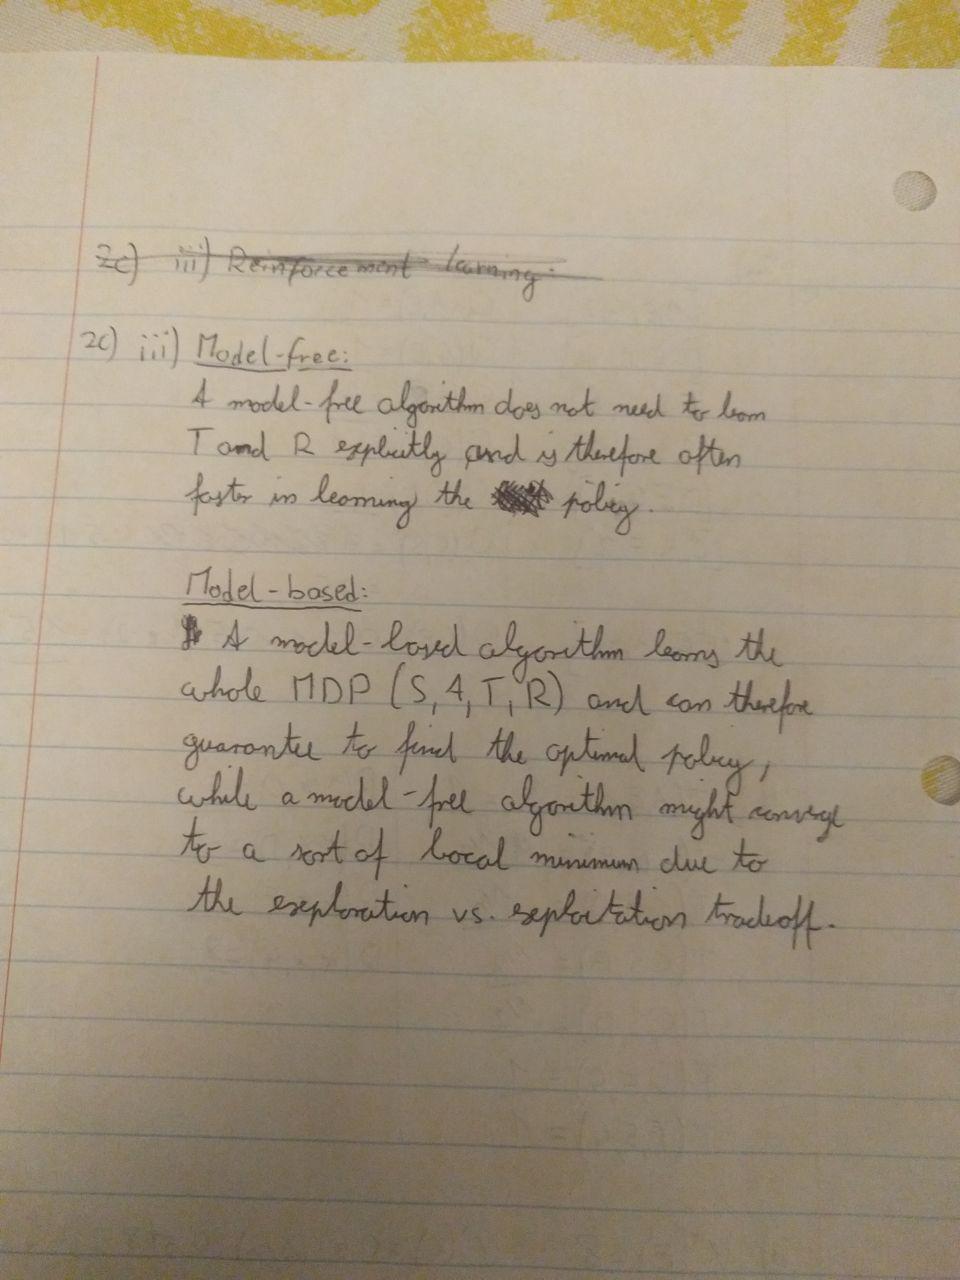 2c) iii) Reinforcement learning:
2c) iii) Model-free:
A model-free algorithm does not need to learn
T and R explicitly and is therefore often
faster in learning the policy.
Model-based:
A model-based algorithm learns the
whole MDP (S, A, T, R) and can therefore
guarantee to find the optimal policy,
while a model-free algorithm might converge
to a sort of local minimum due to
the exploration vs. exploitation tradeoff.